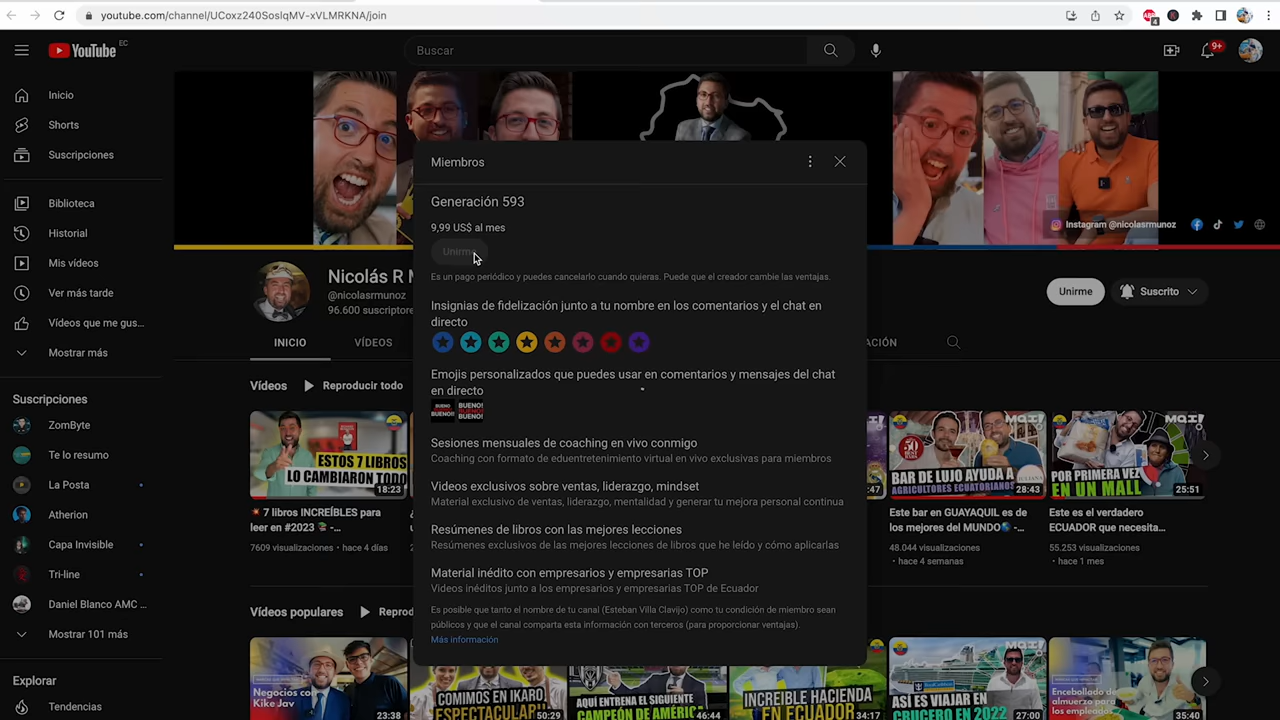 youtube.com/channel/UCoxz240SoslqMV-xVLMRKNA/join
YouTube EC
Buscar
9+
Inicio
Shorts
Suscripciones
Biblioteca
Historial
Mis vídeos
Ver más tarde
Vídeos que me gus...
Mostrar más
Suscripciones
ZomByte
Te lo resumo
La Posta
Atherion
Capa Invisible
Tri-line
Daniel Blanco AMC ...
Mostrar 101 más
Explorar
Tendencias
Instagram @nicolasrmunoz
Nicolás R M
@nicolasrmunoz
96.600 suscriptore
Unirme
Suscrito
INICIO
VÍDEOS
ACIÓN
Miembros
Generación 593
9,99 US$ al mes
Unirme
Es un pago periódico y puedes cancelarlo cuando quieras. Puede que el creador cambie las ventajas.
Insignias de fidelización junto a tu nombre en los comentarios y el chat en
directo
Emojis personalizados que puedes usar en comentarios y mensajes del chat
en directo
BUENO BUENO!
BUENO!! BUENO!
BUENO!
Sesiones mensuales de coaching en vivo conmigo
Coaching con formato de eduentretenimiento virtual en vivo exclusivas para miembros
Videos exclusivos sobre ventas, liderazgo, mindset
Material exclusivo de ventas, liderazgo, mentalidad y generar tu mejora personal continua
Resúmenes de libros con las mejores lecciones
Resúmenes exclusivos de las mejores lecciones de libros que he leído y cómo aplicarlas
Material inédito con empresarios y empresarias TOP
Videos inéditos junto a los empresarios y empresarias TOP de Ecuador
Es posible que tanto el nombre de tu canal (Esteban Villa Clavijo) como tu condición de miembro sean
públicos y que el canal comparta esta información con terceros (para proporcionar ventajas).
Más información
Vídeos
Reproducir todo
ESTOS 7 LIBROS
LO CAMBIARON TODO
18:23
7 libros INCREÍBLES para
leer en #2023 -...
7609 visualizaciones • hace 4 días
:47
50 BEST
BAR DE LUJO AYUDA A
AGRICULTORES ECUATORIANOS
28:43
Este bar en GUAYAQUIL es de
los mejores del MUNDO -...
48.044 visualizaciones
• hace 4 semanas
MQI!
POR PRIMERA VEZ
EN UN MALL
25:51
Este es el verdadero
ECUADOR que necesita...
55.253 visualizaciones
• hace 1 mes
Vídeos populares
Reprod
Negocios con
Kike Jav
23:38
COMIMOS EN IKARO,
ESPECTACULAR
50:29
AQUÍ ENTRENA EL SIGUIENTE
CAMPEÓN DE AMÉRICA
46:44
INCREÍBLE HACIENDA
EN ECUADOR
34:17
MQI!
ASÍ ES VIAJAR EN
CRUCERO EN 2022
27:00
Encebollado de
almuerzo para
los empleados
35:40